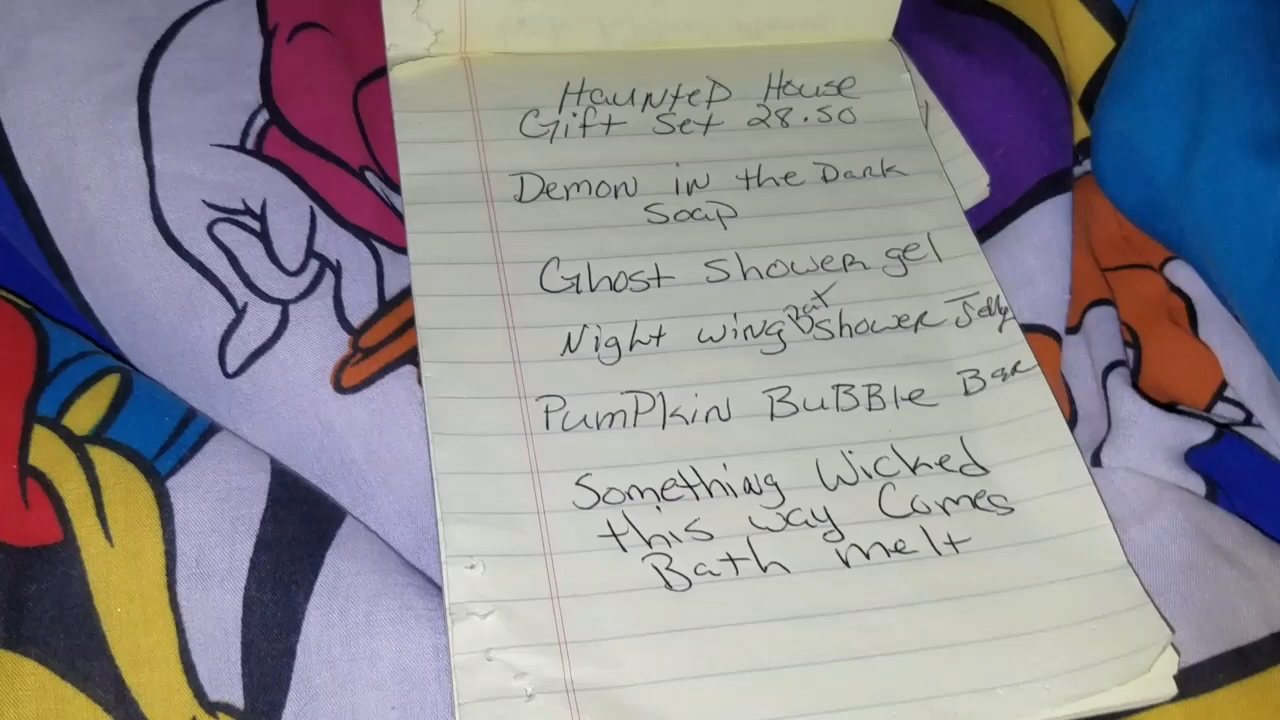 Haunted House
Gift Set 28.50
Demon in the Dark
Soap
Ghost Shower gel
Night wing Bat Shower Jelly
Pumpkin Bubble Bar
Something Wicked
this way Comes
Bath melt